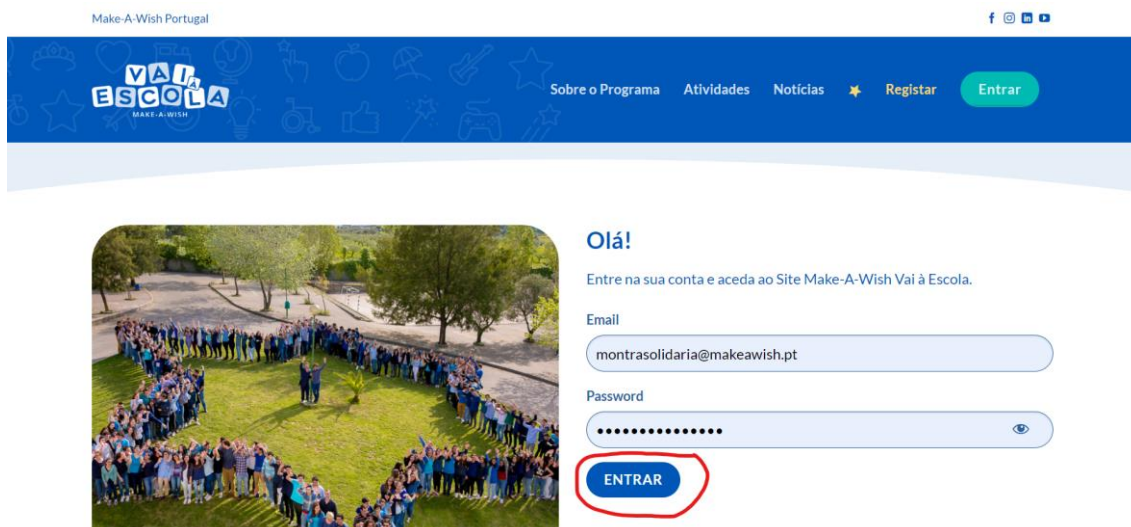 Make-A-Wish Portugal
VAI À
ESCOLA
MAKE-A-WISH
Sobre o Programa Atividades Notícias Registar Entrar
Olá!
Entre na sua conta e aceda ao Site Make-A-Wish Vai à Escola.
Email
montrasolidaria@makeawish.pt
Password
•••••••••••••••
ENTRAR